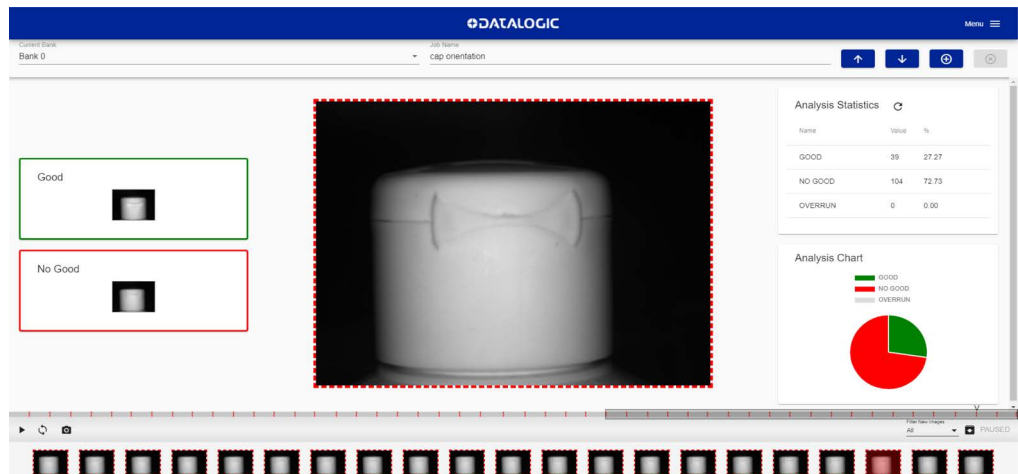 DATALOGIC
Menu
Current Bank
Bank 0
Job Name
cap orientation
Good
No Good
Analysis Statistics
Name Value %
GOOD 39 27.27
NO GOOD 104 72.73
OVERRUN 0 0.00
Analysis Chart
GOOD
NO GOOD
OVERRUN
Filter New Images
All
PAUSED